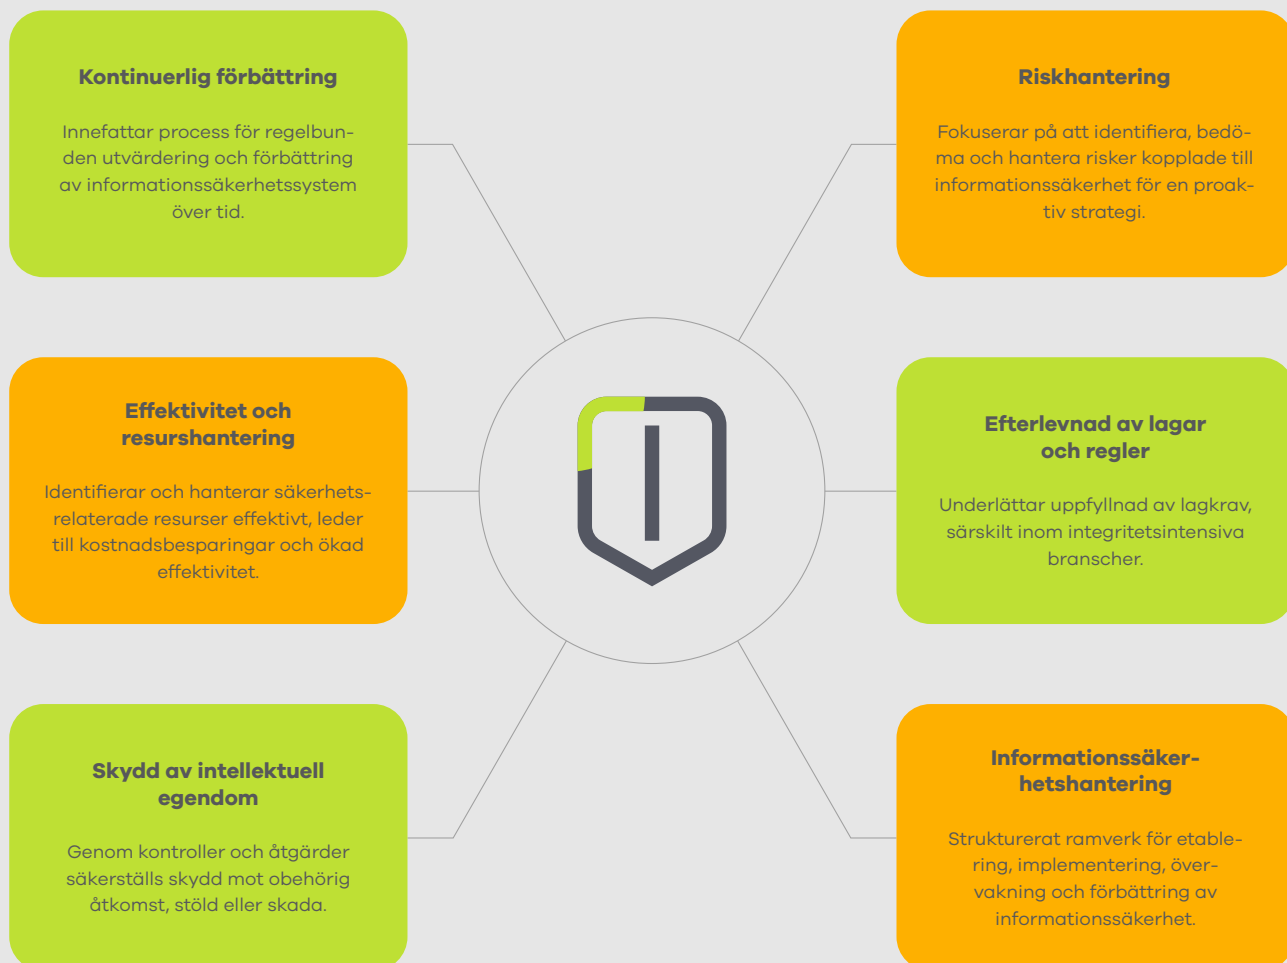 Kontinuerlig förbättring
Innefattar process för regelbun-
den utvärdering och förbättring
av informationssäkerhetssystem
över tid.
Riskhantering
Fokuserar på att identifiera, bedö-
ma och hantera risker kopplade till
informationssäkerhet för en proak-
tiv strategi.
Effektivitet och
resurshantering
Identifierar och hanterar säkerhets-
relaterade resurser effektivt, leder
till kostnadsbesparingar och ökad
effektivitet.
Efterlevnad av lagar
och regler
Underlättar uppfyllnad av lagkrav,
särskilt inom integritetsintensiva
branscher.
Skydd av intellektuell
egendom
Genom kontroller och åtgärder
säkerställs skydd mot obehörig
åtkomst, stöld eller skada.
Informationssäker-
hetshantering
Strukturerat ramverk för etable-
ring, implementering, över-
vakning och förbättring av
informationssäkerhet.